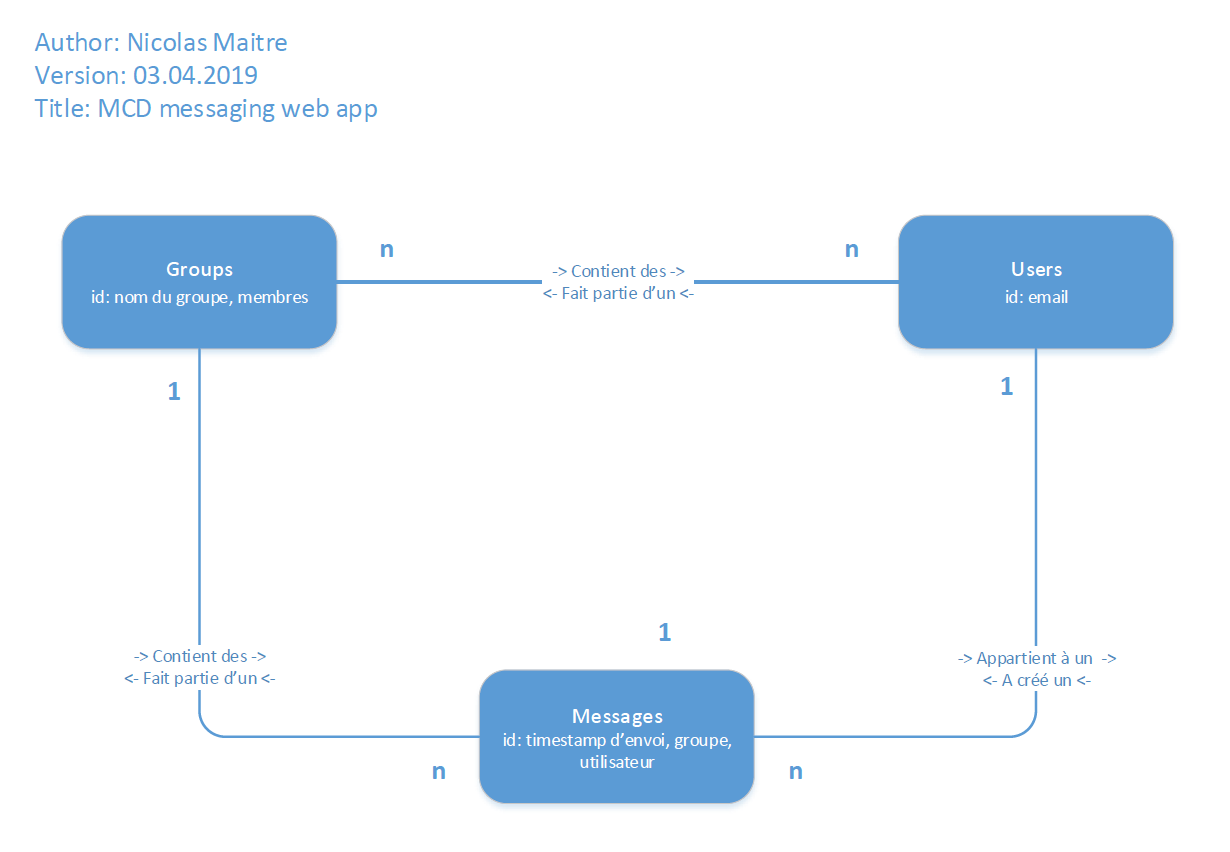 Author: Nicolas Maitre
Version: 03.04.2019
Title: MCD messaging web app
Groups
id: nom du groupe, membres
n
-> Contient des ->
<- Fait partie d’un <-
n
Users
id: email
1
1
-> Contient des ->
<- Fait partie d’un <-
1
-> Appartient à un  ->
<- A créé un <-
Messages
id: timestamp d’envoi, groupe,
utilisateur
n
n